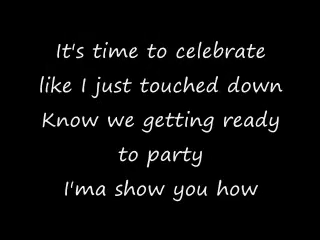 It's time to celebrate
like I just touched down
Know we getting ready
to party
I'ma show you how